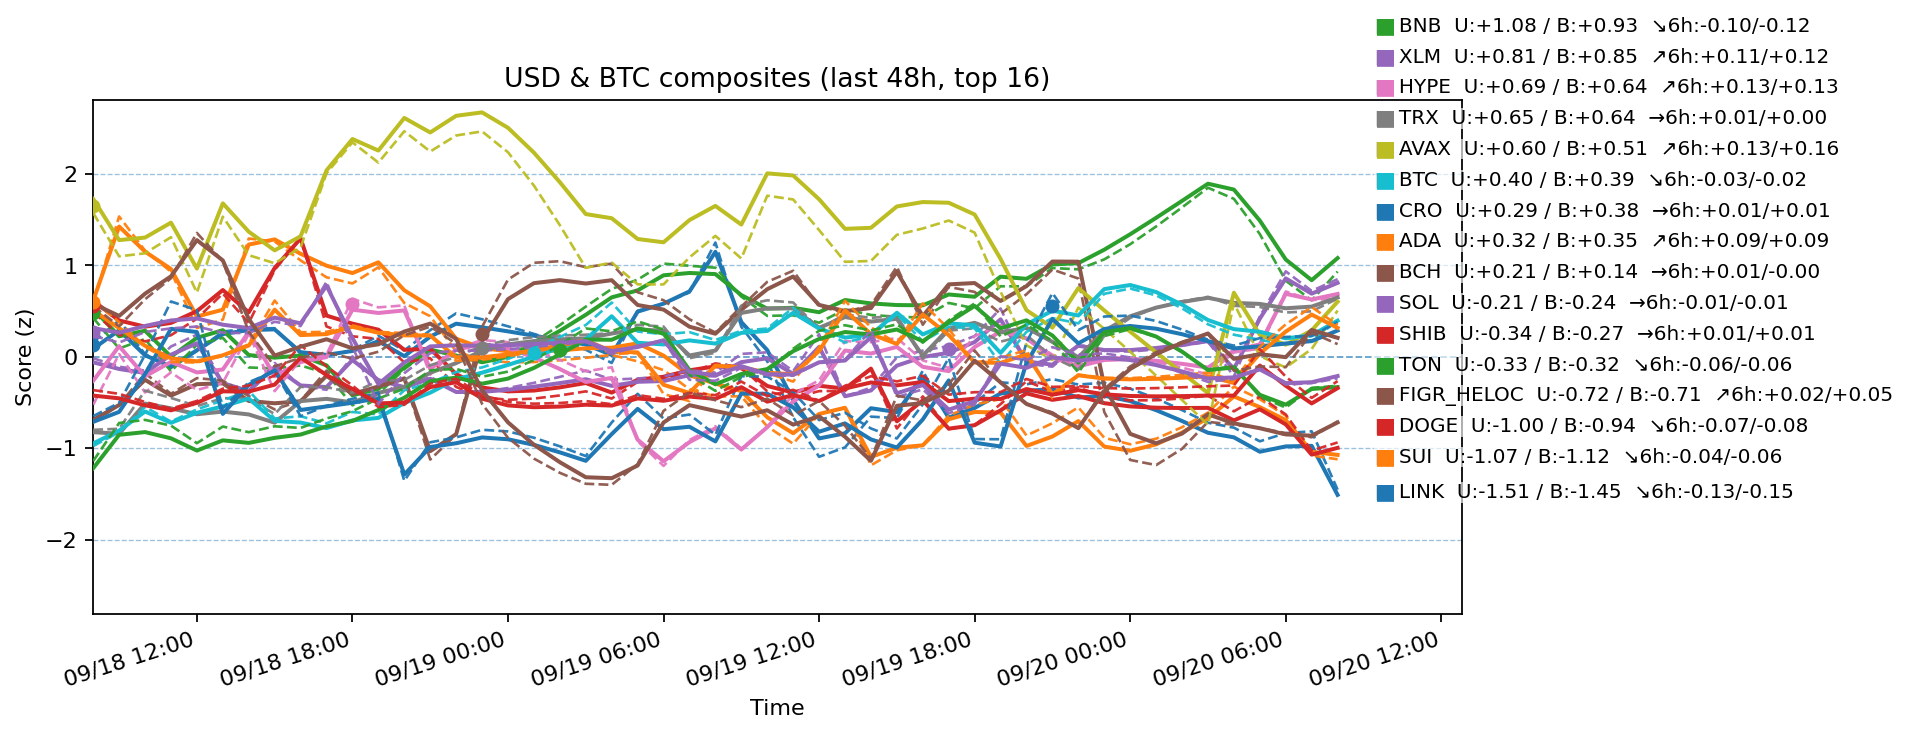 BNB  U:+1.08 / B:+0.93  ↘6h:-0.10/-0.12
XLM  U:+0.81 / B:+0.85  ↗6h:+0.11/+0.12
USD & BTC composites (last 48h, top 16)
HYPE  U:+0.69 / B:+0.64  ↗6h:+0.13/+0.13
TRX  U:+0.65 / B:+0.64  →6h:+0.01/+0.00
AVAX  U:+0.60 / B:+0.51  ↗6h:+0.13/+0.16
BTC  U:+0.40 / B:+0.39  ↘6h:-0.03/-0.02
CRO  U:+0.29 / B:+0.38  →6h:+0.01/+0.01
ADA  U:+0.32 / B:+0.35  ↗6h:+0.09/+0.09
BCH  U:+0.21 / B:+0.14  →6h:+0.01/-0.00
SOL  U:-0.21 / B:-0.24  →6h:-0.01/-0.01
SHIB  U:-0.34 / B:-0.27  →6h:+0.01/+0.01
TON  U:-0.33 / B:-0.32  ↘6h:-0.06/-0.06
FIGR_HELOC  U:-0.72 / B:-0.71  ↗6h:+0.02/+0.05
DOGE  U:-1.00 / B:-0.94  ↘6h:-0.07/-0.08
SUI  U:-1.07 / B:-1.12  ↘6h:-0.04/-0.06
LINK  U:-1.51 / B:-1.45  ↘6h:-0.13/-0.15
Score (z)
2
1
0
−1
−2
09/18 12:00
09/18 18:00
09/19 00:00
09/19 06:00
09/19 12:00
09/19 18:00
09/20 00:00
09/20 06:00
09/20 12:00
Time